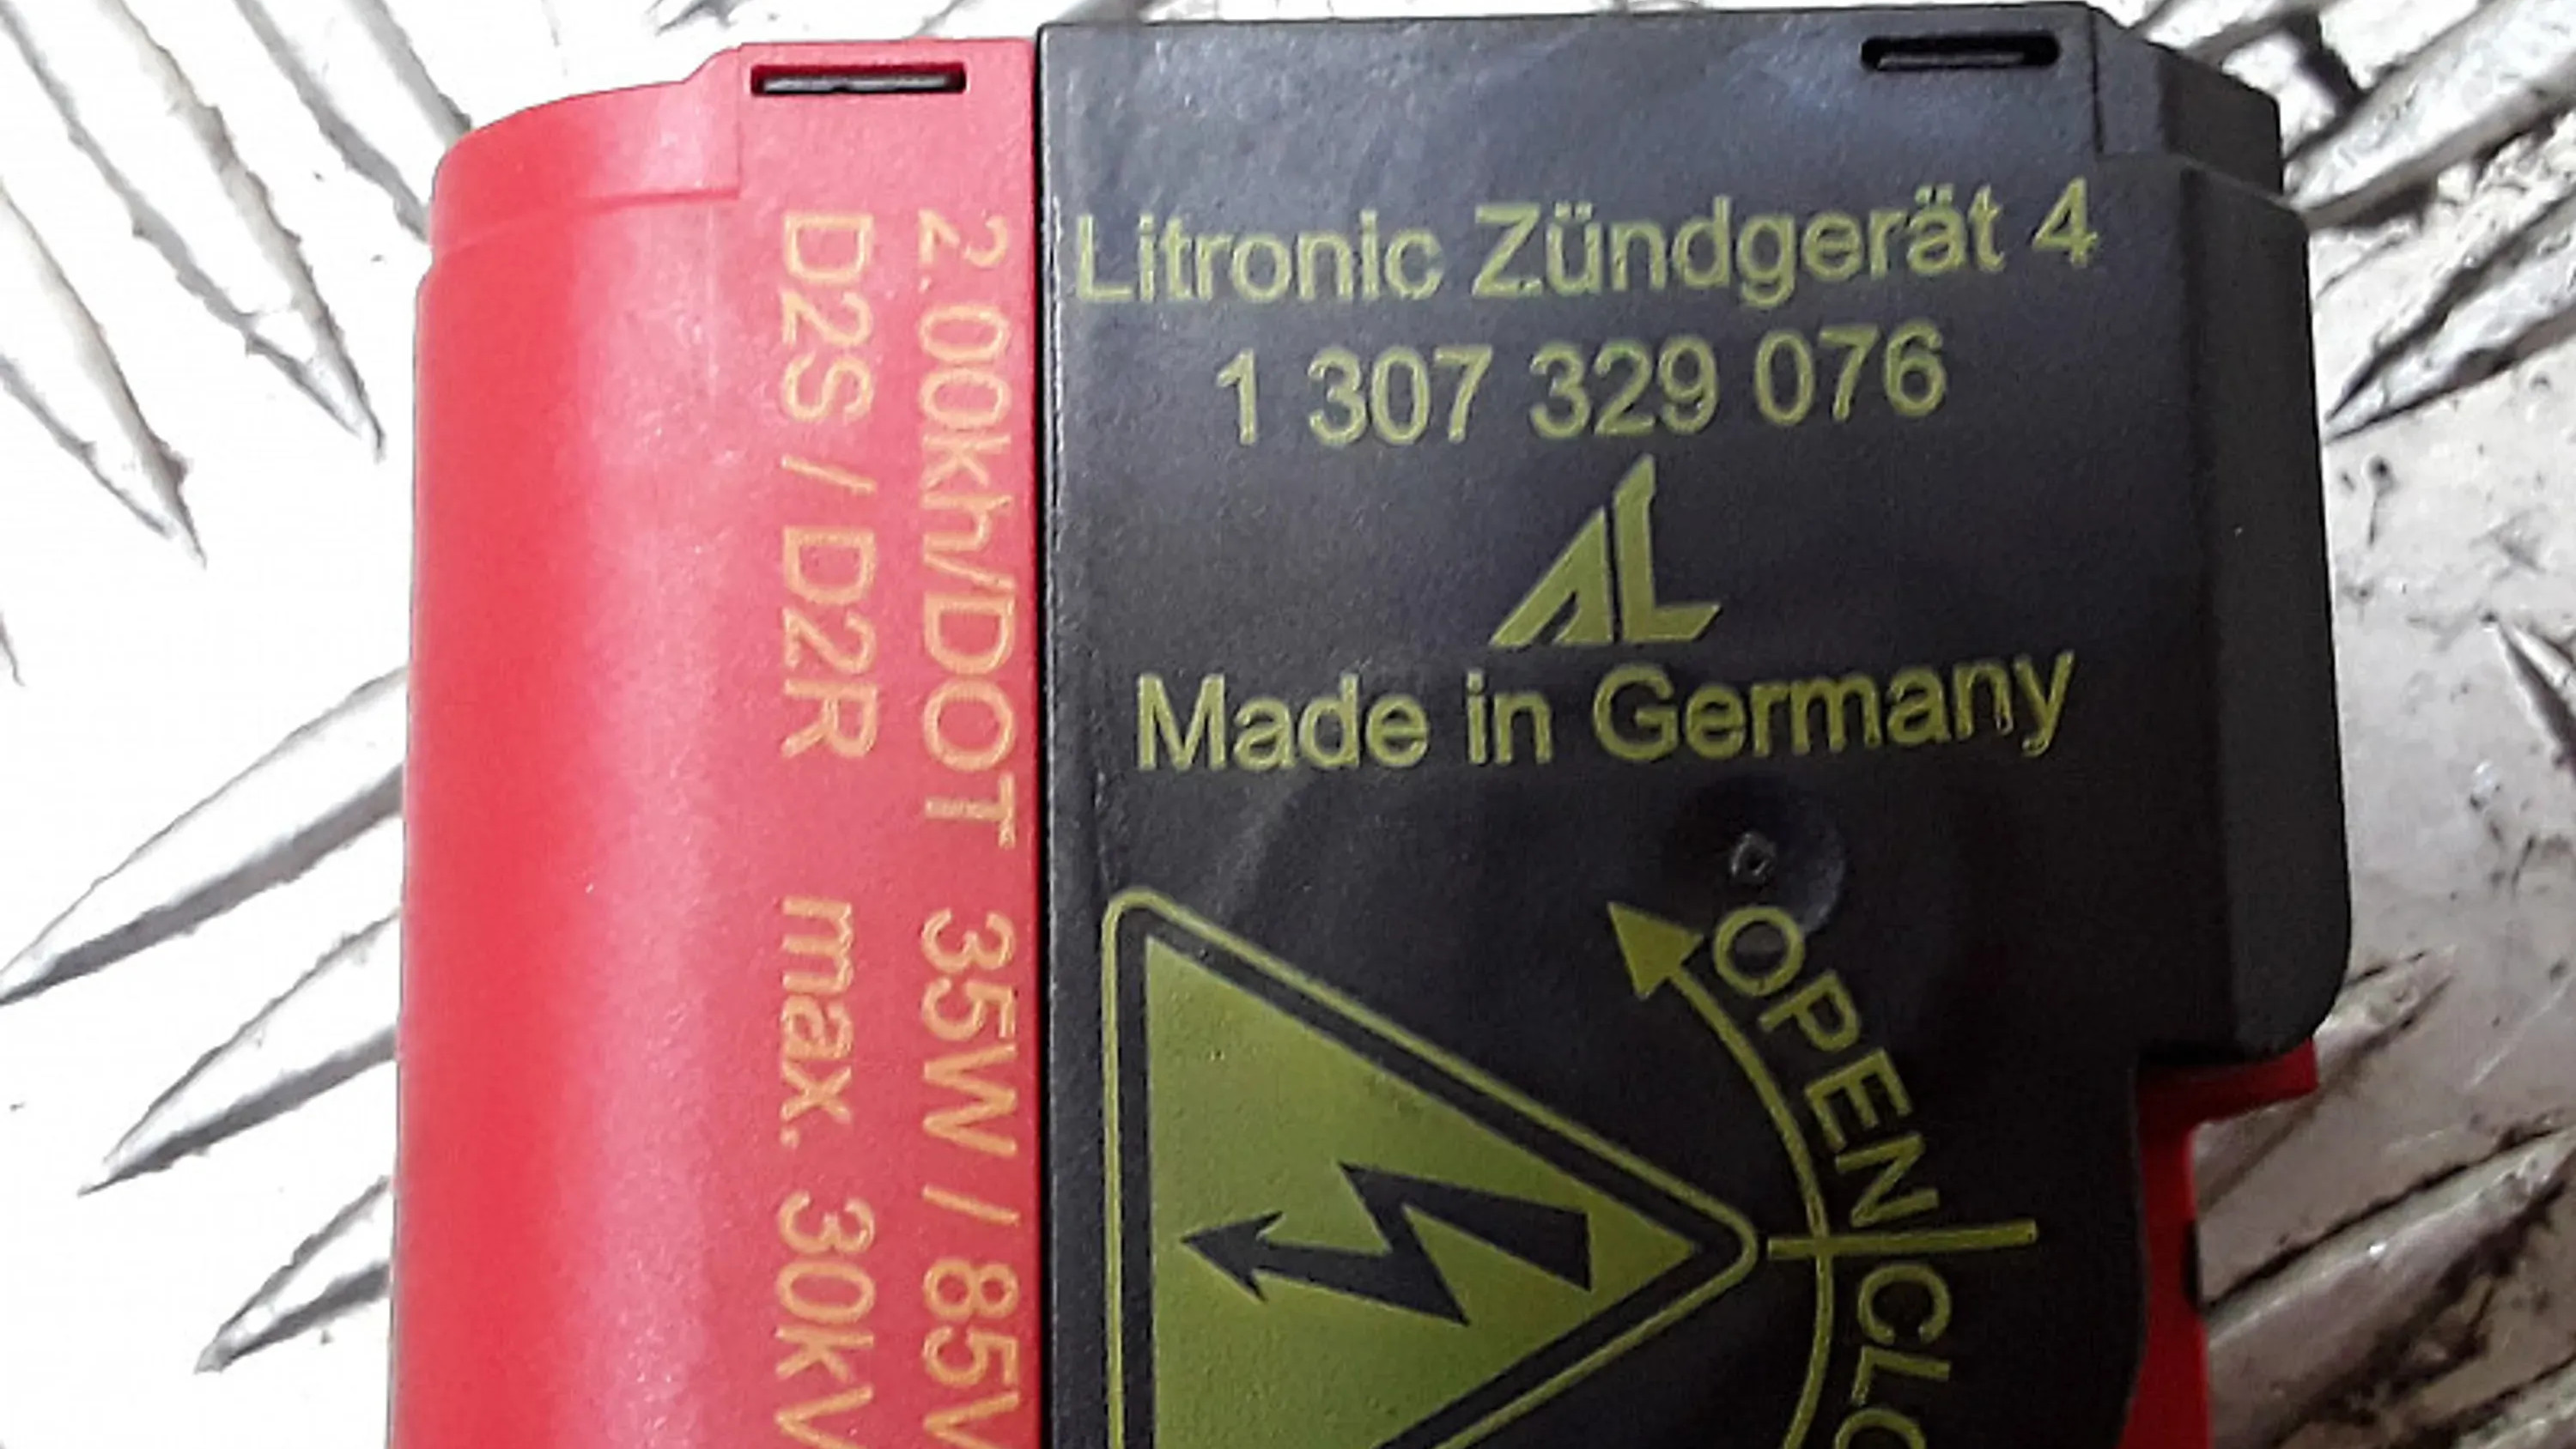 Litronic Zündgerät 4
1 307 329 076
AL
Made in Germany
OPEN
2.00kh/DOT 35W / 85V
D2S / D2R max. 30kV